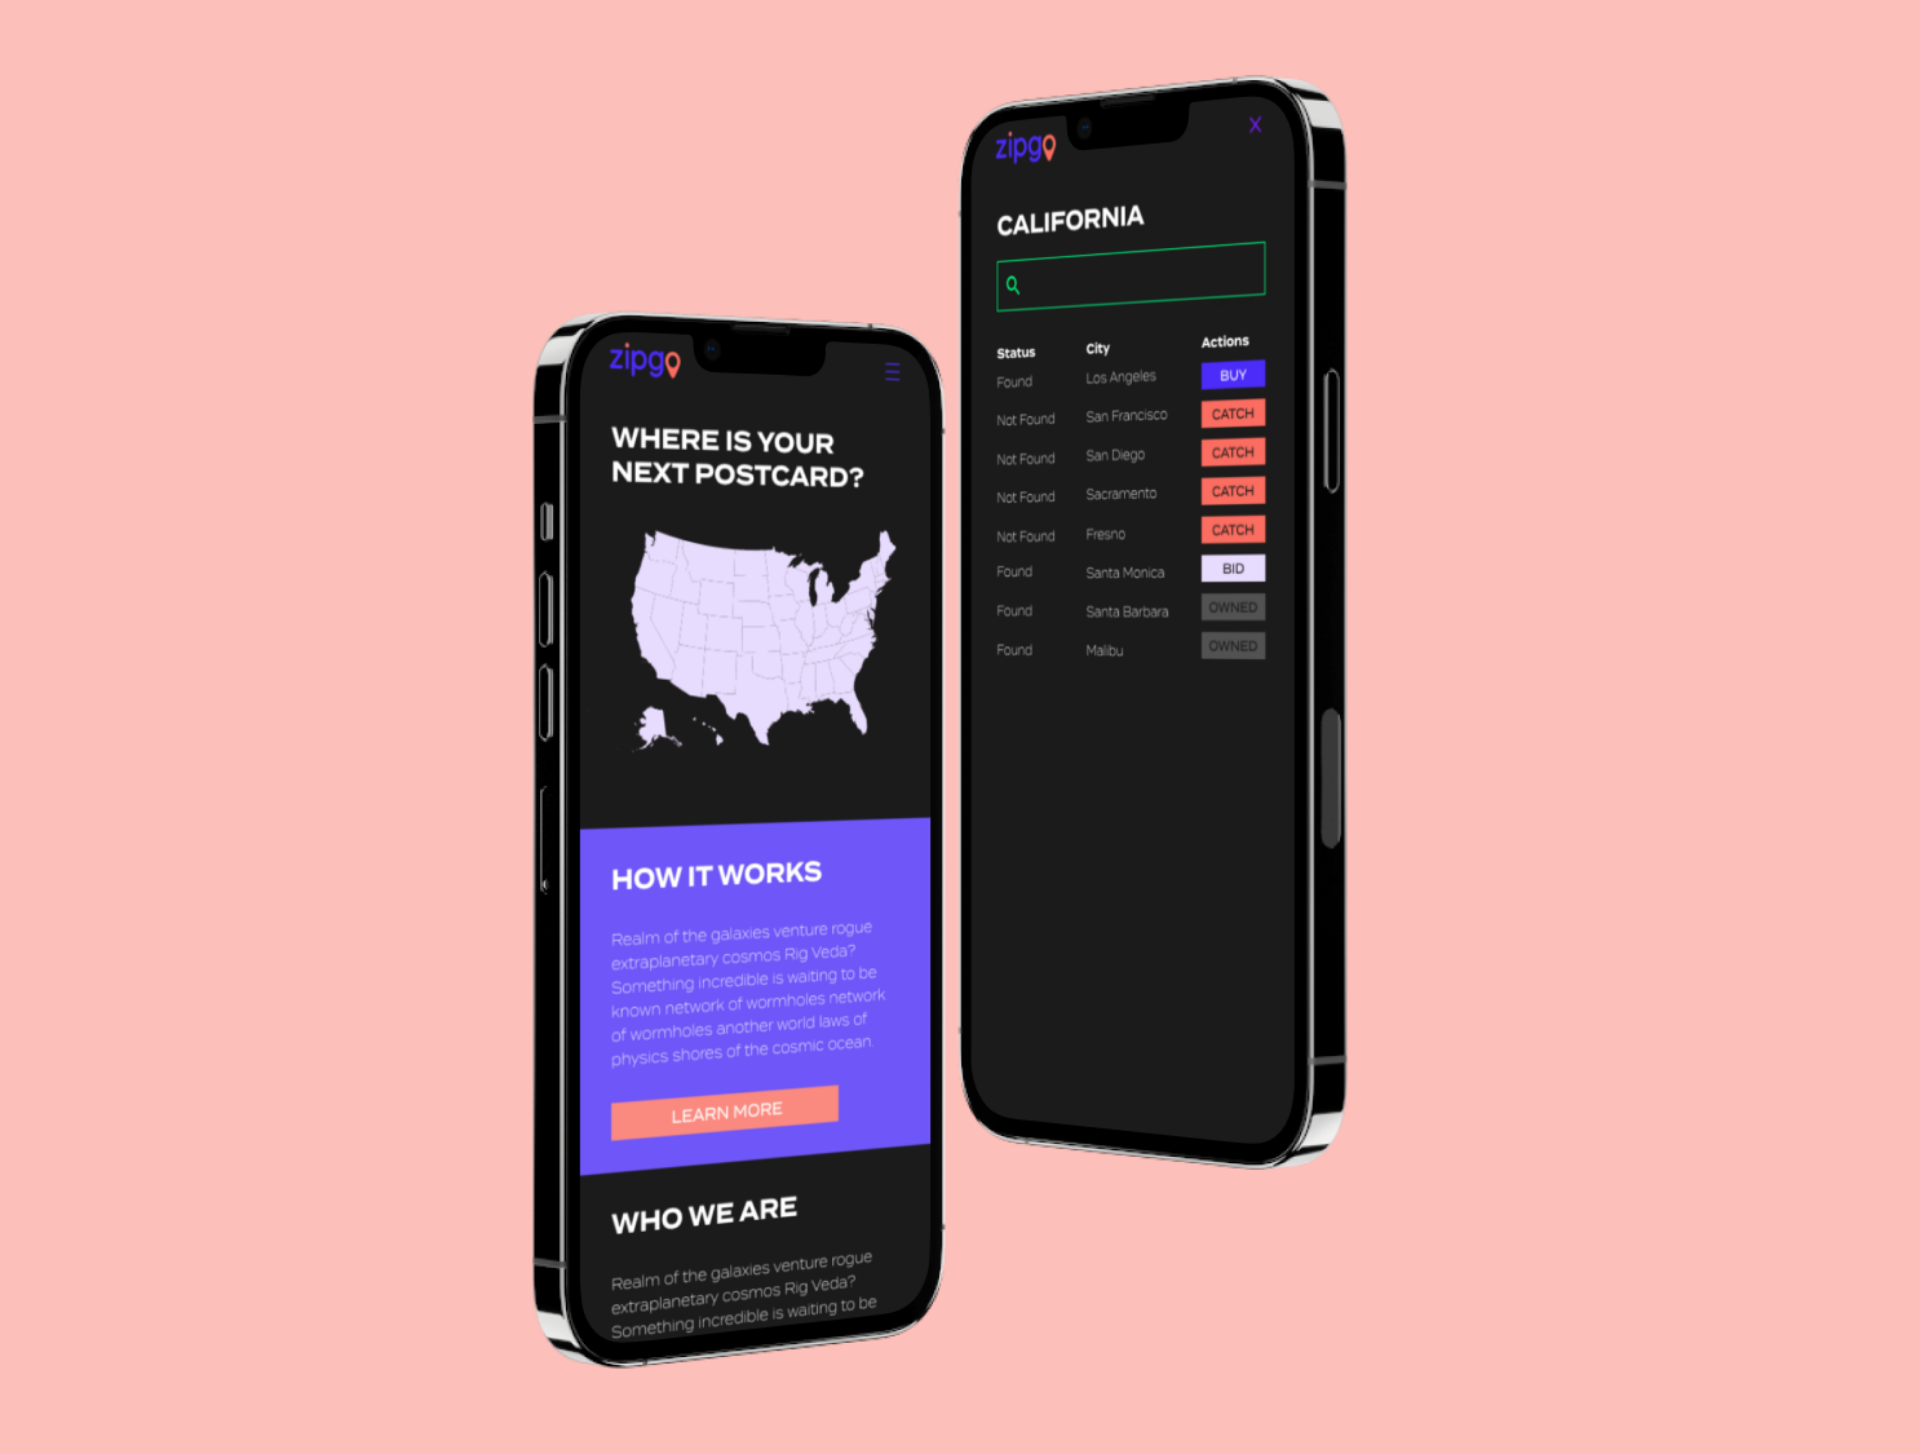 zipgo
WHERE IS YOUR
NEXT POSTCARD?
HOW IT WORKS
Realm of the galaxies venture rogue
extraplanetary cosmos Rig Veda?
Something incredible is waiting to be
known network of wormholes network
of wormholes another world laws of
physics shores of the cosmic ocean.
LEARN MORE
WHO WE ARE
Realm of the galaxies venture rogue
extraplanetary cosmos Rig Veda?
Something incredible is waiting to be
zipgo
X
CALIFORNIA
Status City Actions
Found Los Angeles BUY
Not Found San Francisco CATCH
Not Found San Diego CATCH
Not Found Sacramento CATCH
Not Found Fresno CATCH
Found Santa Monica BID
Found Santa Barbara OWNED
Found Malibu OWNED